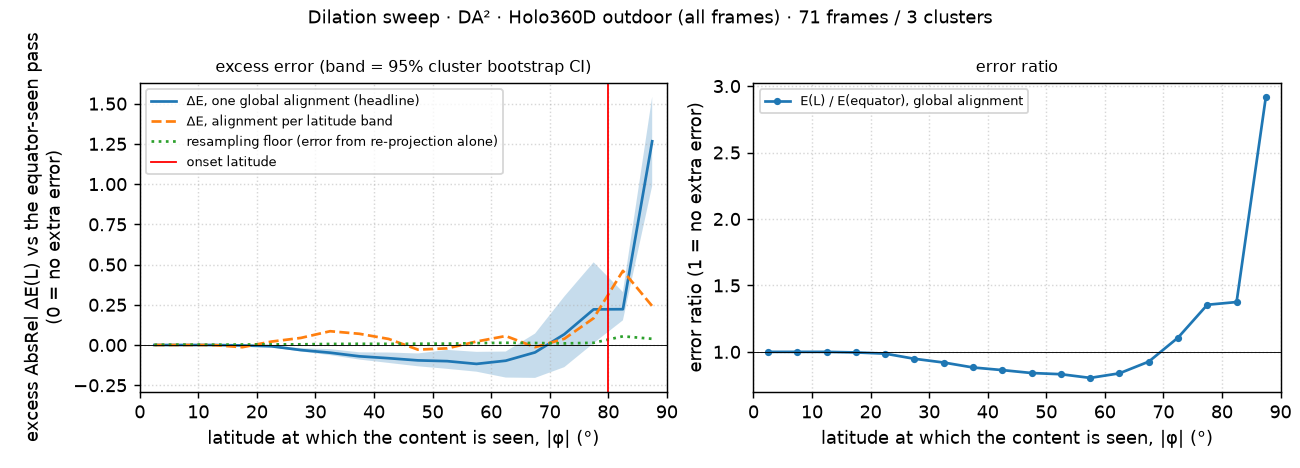 Dilation sweep · DA² · Holo360D outdoor (all frames) · 71 frames / 3 clusters
excess error (band = 95% cluster bootstrap CI)
excess AbsRel ΔE(L) vs the equator-seen pass
(0 = no extra error)
1.50
1.25
1.00
0.75
0.50
0.25
0.00
−0.25
ΔE, one global alignment (headline)
ΔE, alignment per latitude band
resampling floor (error from re-projection alone)
onset latitude
0 10 20 30 40 50 60 70 80 90
latitude at which the content is seen, |φ| (°)
error ratio
error ratio (1 = no extra error)
3.0
2.5
2.0
1.5
1.0
E(L) / E(equator), global alignment
0 10 20 30 40 50 60 70 80 90
latitude at which the content is seen, |φ| (°)